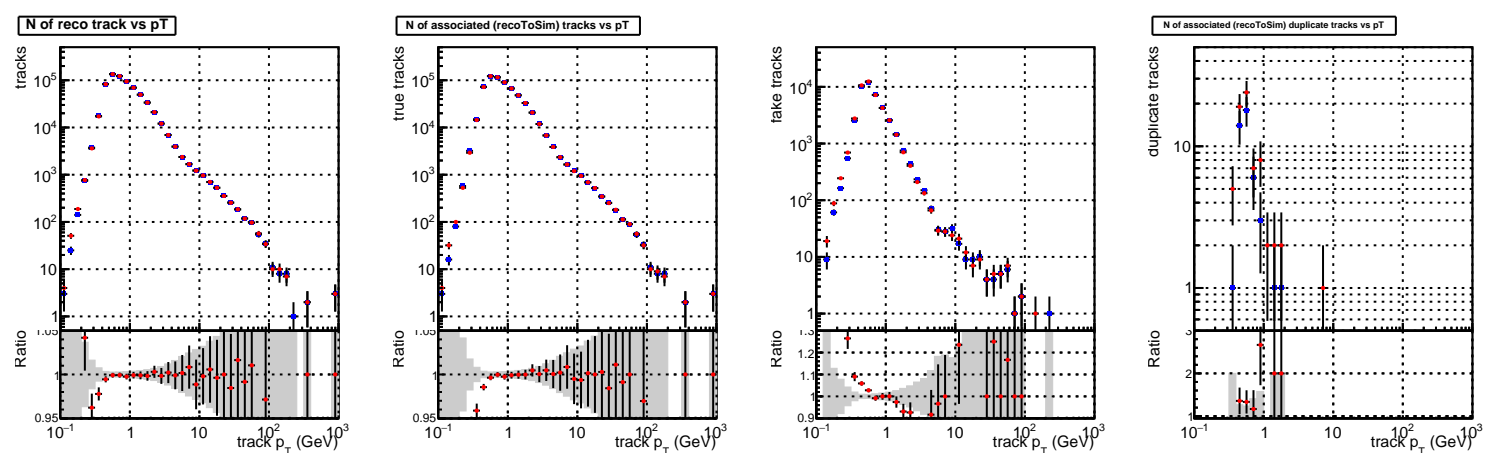 N of reco track vs pT
tracks
10^5
10^4
10^3
10^2
10
1
Ratio
1.05
1
0.95
10^-1 1 10 10^2 10^3
track p_T (GeV)
N of associated (recoToSim) tracks vs pT
true tracks
10^5
10^4
10^3
10^2
10
1
Ratio
1.05
1
0.95
10^-1 1 10 10^2 10^3
track p_T (GeV)
fake tracks
10^4
10^3
10^2
10
1
Ratio
1.3
1.2
1.1
1.0
0.9
10^-1 1 10 10^2 10^3
track p_T (GeV)
N of associated (recoToSim) duplicate tracks vs pT
duplicate tracks
10
1
Ratio
3
2
1
10^-1 1 10 10^2 10^3
track p_T (GeV)